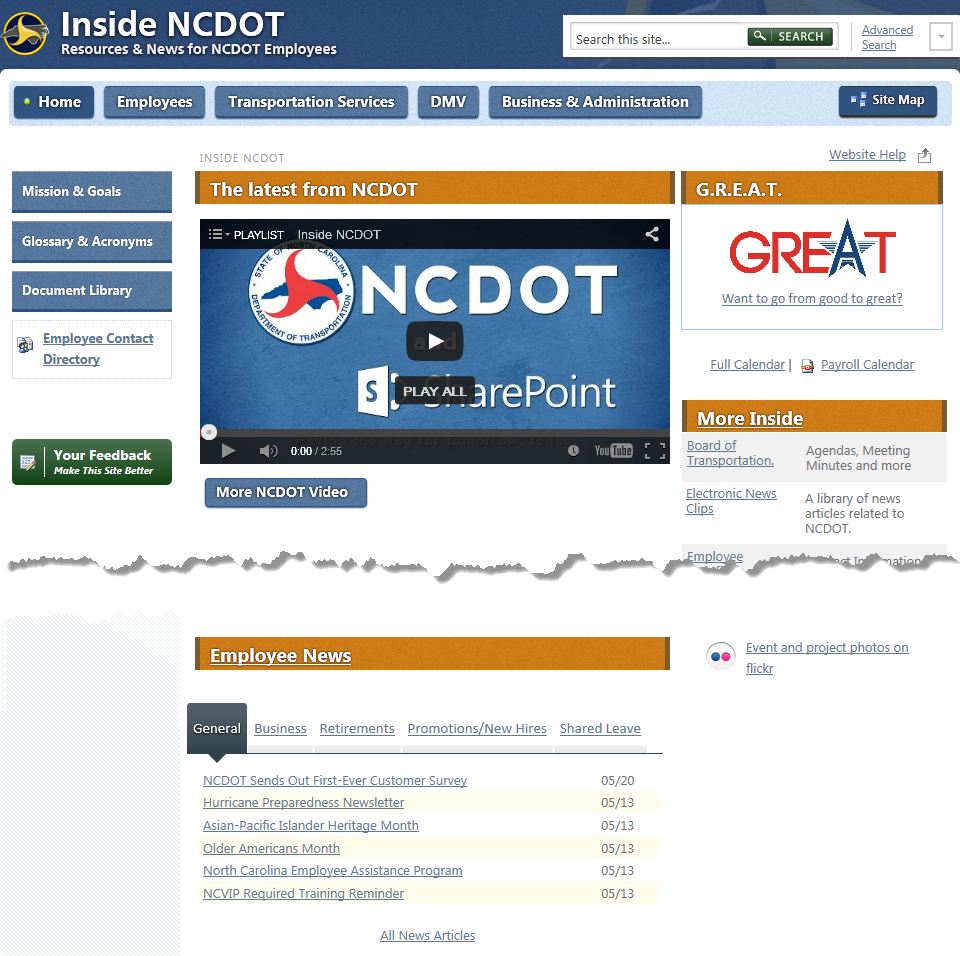 Inside NCDOT
Resources & News for NCDOT Employees
Search this site...
SEARCH
Advanced
Search
Home
Employees
Transportation Services
DMV
Business & Administration
Site Map
INSIDE NCDOT
Website Help
Mission & Goals
Glossary & Acronyms
Document Library
Employee Contact
Directory
Your Feedback
Make This Site Better
The latest from NCDOT
PLAYLIST Inside NCDOT
STATE OF NORTH CAROLINA
DEPARTMENT OF TRANSPORTATION
NCDOT
and
S
SharePoint
PLAY ALL
0:00 / 2:55
YouTube
More NCDOT Video
G.R.E.A.T.
GREAT
Want to go from good to great?
Full Calendar | Payroll Calendar
More Inside
Board of
Transportation.
Agendas, Meeting
Minutes and more
Electronic News
Clips
A library of news
articles related to
NCDOT.
Employee
Employee News
General
Business
Retirements
Promotions/New Hires
Shared Leave
NCDOT Sends Out First-Ever Customer Survey 05/20
Hurricane Preparedness Newsletter 05/13
Asian-Pacific Islander Heritage Month 05/13
Older Americans Month 05/13
North Carolina Employee Assistance Program 05/13
NCVIP Required Training Reminder 05/13
All News Articles
Event and project photos on
flickr